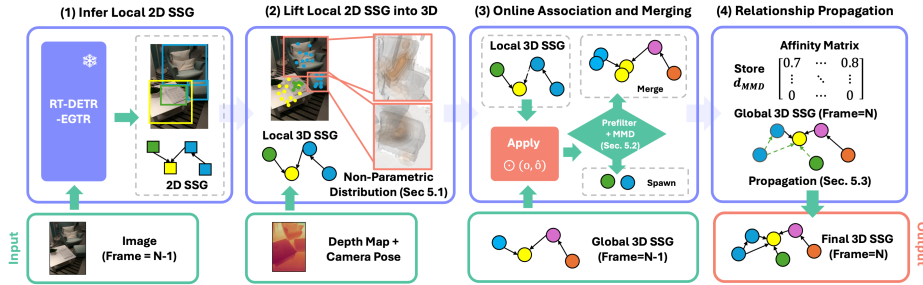 (1) Infer Local 2D SSG
RT-DETR
-EGTR
2D SSG
Input
Image
(Frame = N-1)
(2) Lift Local 2D SSG into 3D
Local 3D SSG
Non-Parametric
Distribution (Sec 5.1)
Depth Map +
Camera Pose
(3) Online Association and Merging
Local 3D SSG
Merge
Apply
⊙ (o, ô)
Prefilter
+ MMD
(Sec. 5.2)
Spawn
Global 3D SSG
(Frame=N-1)
(4) Relationship Propagation
Affinity Matrix
Store
d_MMD
0.7 ⋯ 0.8
⋮ ⋱ ⋮
0 ⋯ 0
Global 3D SSG (Frame=N)
Propagation (Sec. 5.3)
Final 3D SSG
(Frame=N)
Output